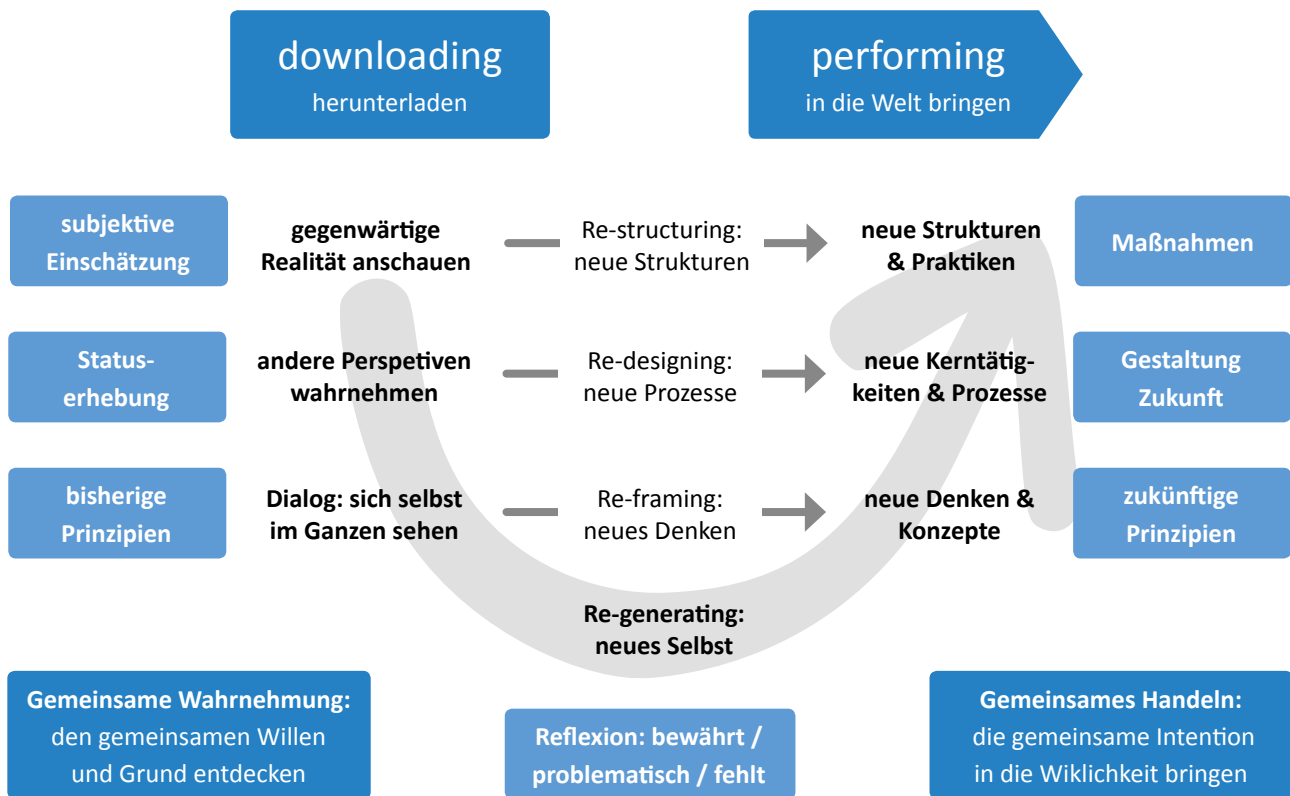 downloading
herunterladen
performing
in die Welt bringen
subjektive
Einschätzung
gegenwärtige
Realität anschauen
Re-structuring:
neue Strukturen
neue Strukturen
& Praktiken
Maßnahmen
Status-
erhebung
andere Perspetiven
wahrnehmen
Re-designing:
neue Prozesse
neue Kerntätig-
keiten & Prozesse
Gestaltung
Zukunft
bisherige
Prinzipien
Dialog: sich selbst
im Ganzen sehen
Re-framing:
neues Denken
neue Denken &
Konzepte
zukünftige
Prinzipien
Re-generating:
neues Selbst
Gemeinsame Wahrnehmung:
den gemeinsamen Willen
und Grund entdecken
Reflexion: bewährt /
problematisch / fehlt
Gemeinsames Handeln:
die gemeinsame Intention
in die Wiklichkeit bringen